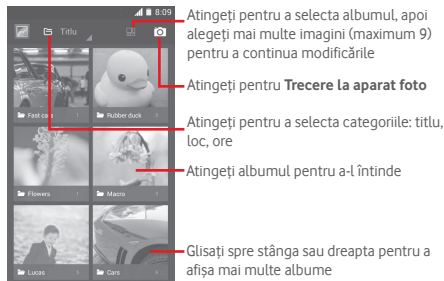 8:09
Titlu
Fast cars
Rubber duck
Flowers
Macro
Lucas
Cars
Atingeți pentru a selecta albumul, apoi
alegeți mai multe imagini (maximum 9)
pentru a continua modificările
Atingeți pentru Trecere la aparat foto
Atingeți pentru a selecta categoriile: titlu,
loc, ore
Atingeți albumul pentru a-l întinde
Glisați spre stânga sau dreapta pentru a
afișa mai multe albume